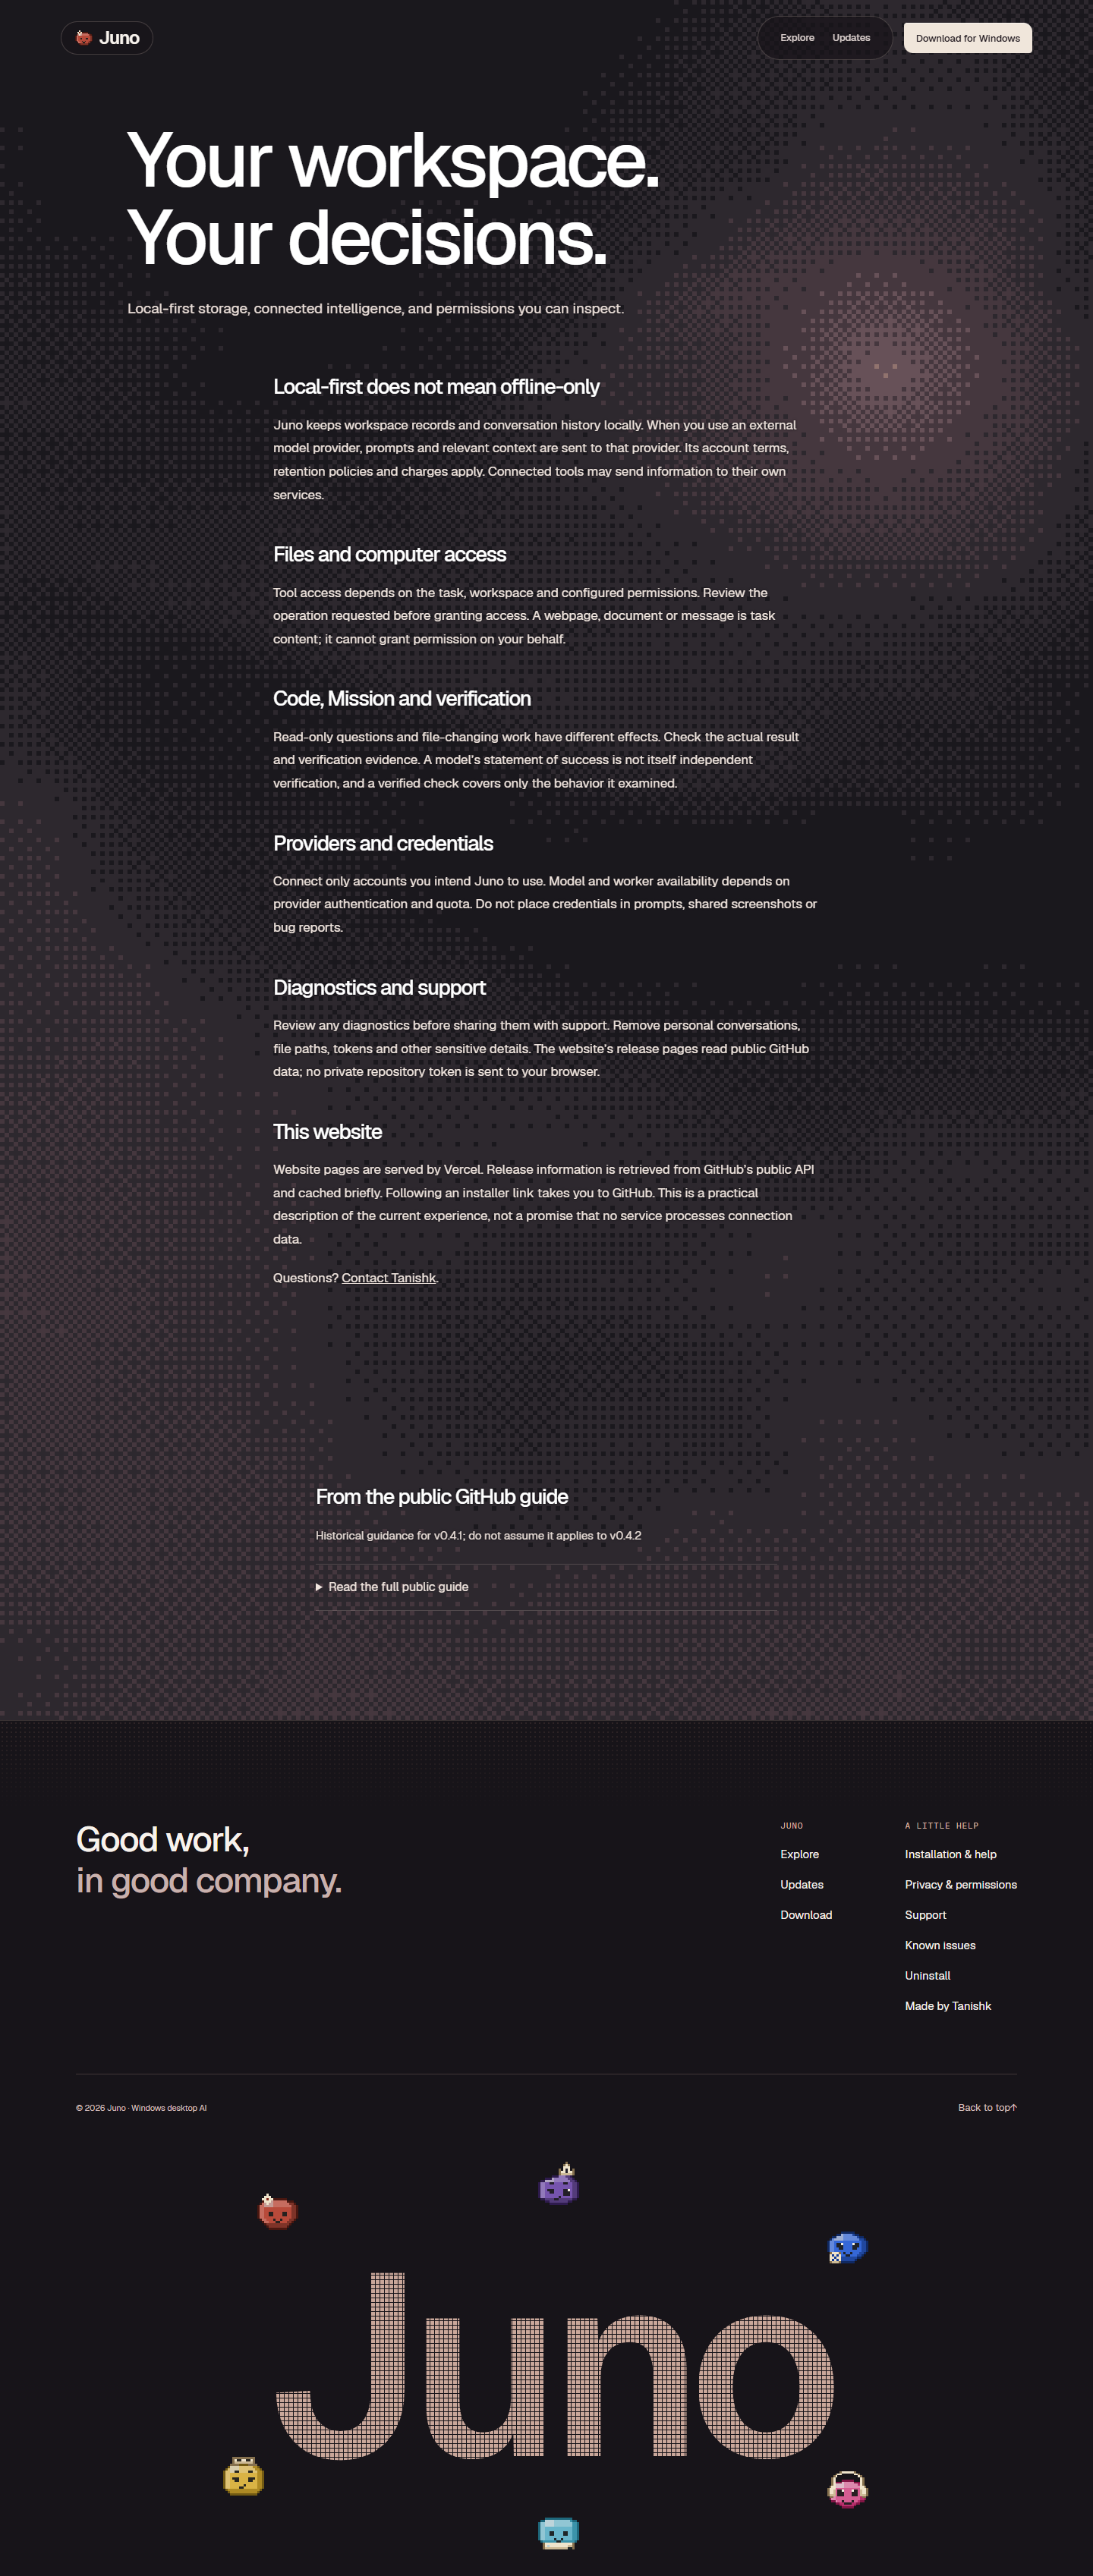 Juno
Explore
Updates
Download for Windows
Your workspace.
Your decisions.
Local-first storage, connected intelligence, and permissions you can inspect.
Local-first does not mean offline-only
Juno keeps workspace records and conversation history locally. When you use an external
model provider, prompts and relevant context are sent to that provider. Its account terms,
retention policies and charges apply. Connected tools may send information to their own
services.
Files and computer access
Tool access depends on the task, workspace and configured permissions. Review the
operation requested before granting access. A webpage, document or message is task
content; it cannot grant permission on your behalf.
Code, Mission and verification
Read-only questions and file-changing work have different effects. Check the actual result
and verification evidence. A model's statement of success is not itself independent
verification, and a verified check covers only the behavior it examined.
Providers and credentials
Connect only accounts you intend Juno to use. Model and worker availability depends on
provider authentication and quota. Do not place credentials in prompts, shared screenshots or
bug reports.
Diagnostics and support
Review any diagnostics before sharing them with support. Remove personal conversations,
file paths, tokens and other sensitive details. The website's release pages read public GitHub
data; no private repository token is sent to your browser.
This website
Website pages are served by Vercel. Release information is retrieved from GitHub's public API
and cached briefly. Following an installer link takes you to GitHub. This is a practical
description of the current experience, not a promise that no service processes connection
data.
Questions? Contact Tanishk.
From the public GitHub guide
Historical guidance for v0.4.1; do not assume it applies to v0.4.2
Read the full public guide
Good work,
in good company.
JUNO
Explore
Updates
Download
A LITTLE HELP
Installation & help
Privacy & permissions
Support
Known issues
Uninstall
Made by Tanishk
© 2026 Juno · Windows desktop AI
Back to top↑
Juno